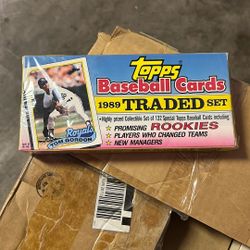 Topps
Baseball Cards
1989 TRADED SET
• Highly prized Collectible Set of 132 Special Topps Baseball Cards including:
★ PROMISING ROOKIES
★ PLAYERS WHO CHANGED TEAMS
★ NEW MANAGERS
Royals
TOM GORDON